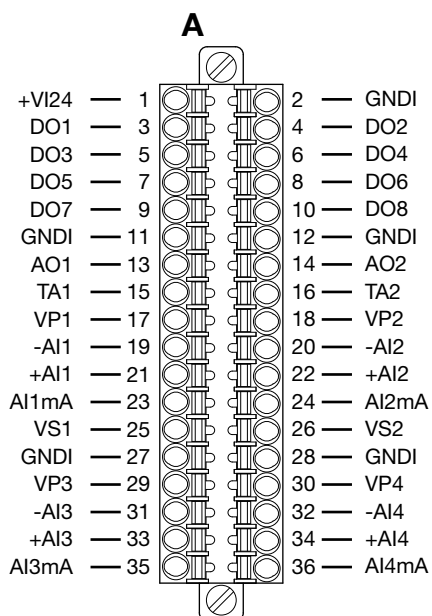 A
+VI24 1 2 GNDI
DO1 3 4 DO2
DO3 5 6 DO4
DO5 7 8 DO6
DO7 9 10 DO8
GNDI 11 12 GNDI
AO1 13 14 AO2
TA1 15 16 TA2
VP1 17 18 VP2
-AI1 19 20 -AI2
+AI1 21 22 +AI2
AI1mA 23 24 AI2mA
VS1 25 26 VS2
GNDI 27 28 GNDI
VP3 29 30 VP4
-AI3 31 32 -AI4
+AI3 33 34 +AI4
AI3mA 35 36 AI4mA